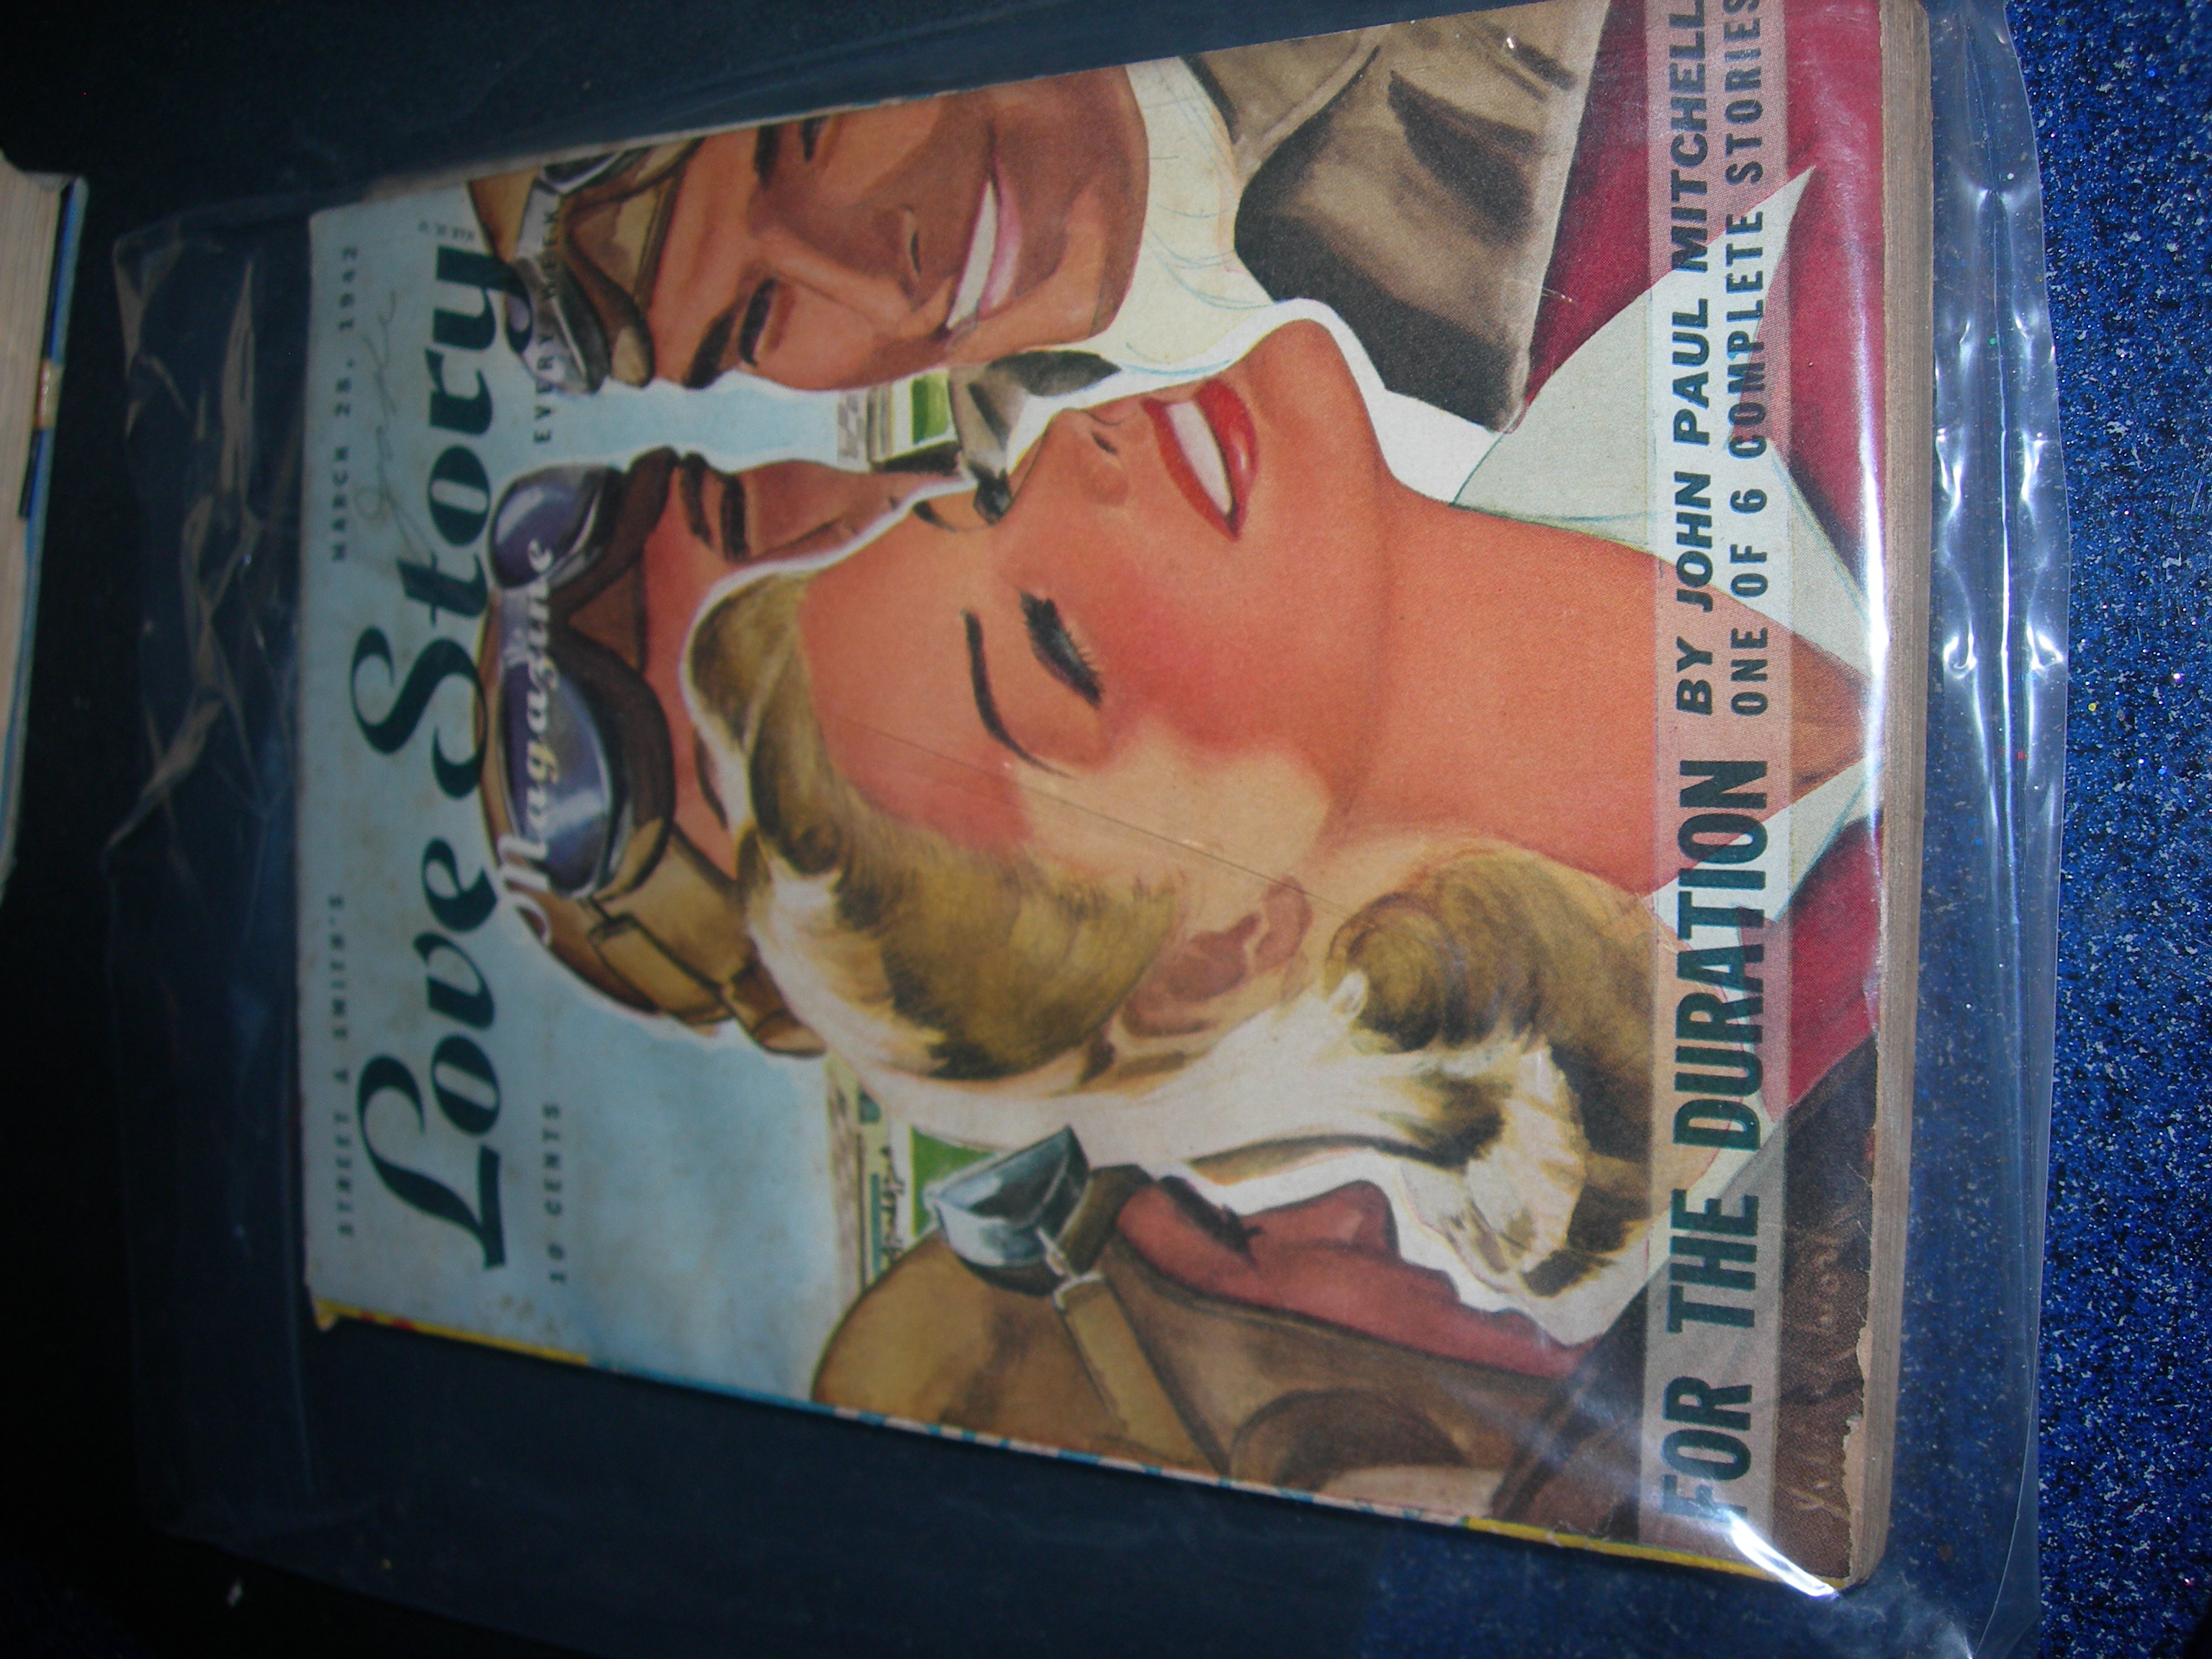 STREET & SMITH'S
MARCH 28, 1942
Love Story
Magazine
10 CENTS
EVERY WEEK
FOR THE DURATION BY JOHN PAUL MITCHELL
ONE OF 6 COMPLETE STORIES